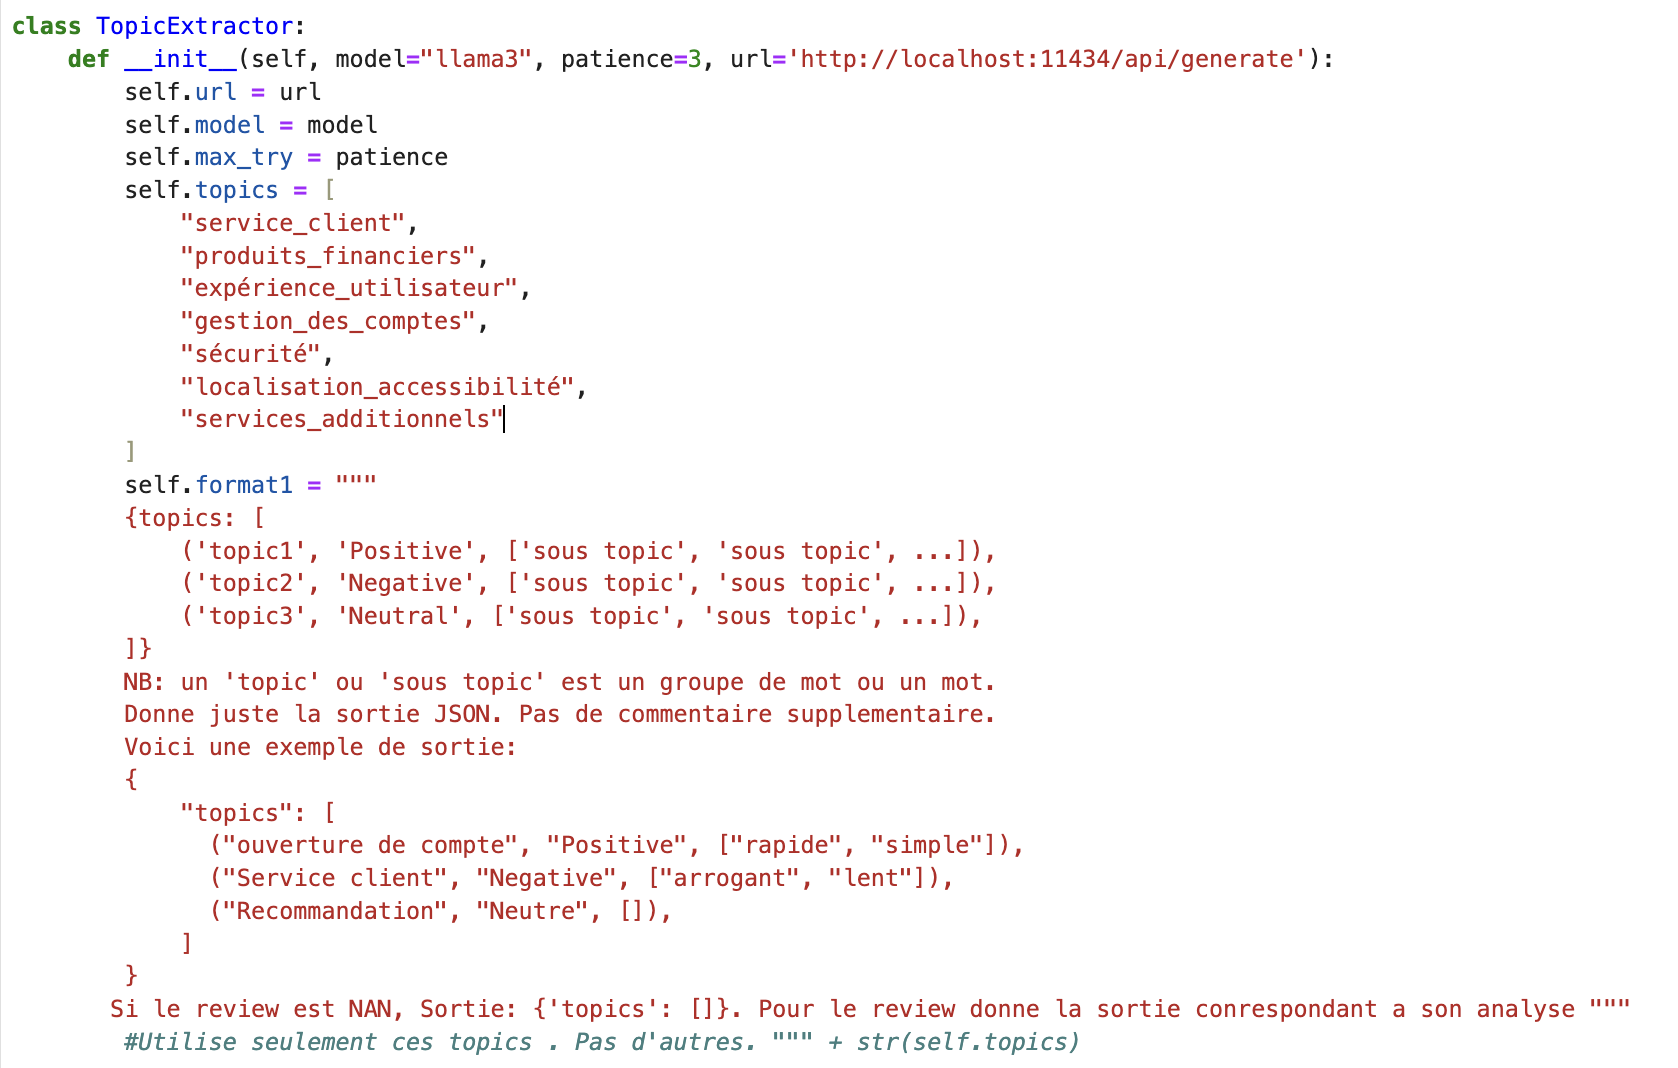 class TopicExtractor:
    def __init__(self, model="llama3", patience=3, url='http://localhost:11434/api/generate'):
        self.url = url
        self.model = model
        self.max_try = patience
        self.topics = [
            "service_client",
            "produits_financiers",
            "expérience_utilisateur",
            "gestion_des_comptes",
            "sécurité",
            "localisation_accessibilité",
            "services_additionnels"
        ]
        self.format1 = """
        {topics: [
            ('topic1', 'Positive', ['sous topic', 'sous topic', ...]),
            ('topic2', 'Negative', ['sous topic', 'sous topic', ...]),
            ('topic3', 'Neutral', ['sous topic', 'sous topic', ...]),
        ]}
        NB: un 'topic' ou 'sous topic' est un groupe de mot ou un mot.
        Donne juste la sortie JSON. Pas de commentaire supplementaire.
        Voici une exemple de sortie:
        {
            "topics": [
              ("ouverture de compte", "Positive", ["rapide", "simple"]),
              ("Service client", "Negative", ["arrogant", "lent"]),
              ("Recommandation", "Neutre", []),
            ]
        }
       Si le review est NAN, Sortie: {'topics': []}. Pour le review donne la sortie conrespondant a son analyse """
        #Utilise seulement ces topics . Pas d'autres. """ + str(self.topics)